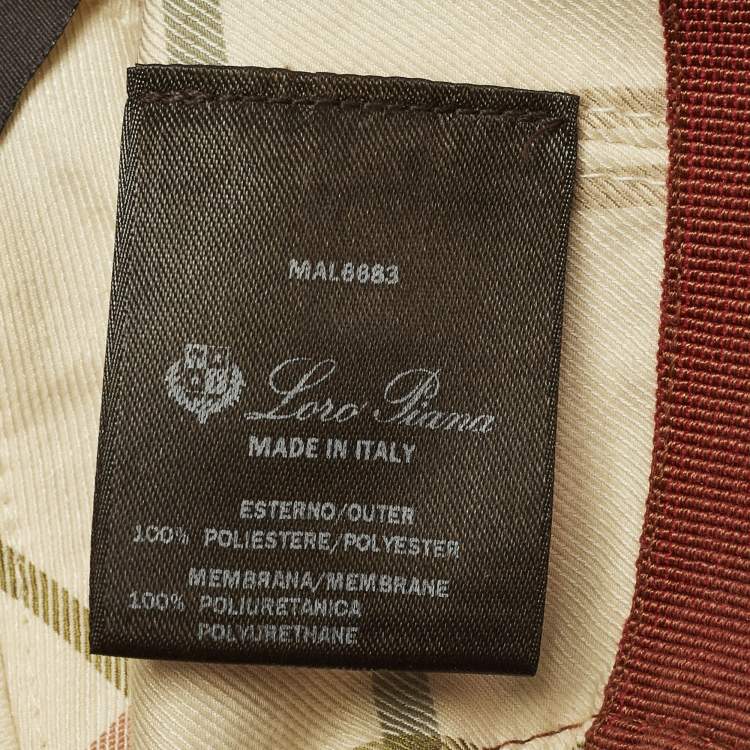 MAL6683
Loro Piana
MADE IN ITALY
ESTERNO/OUTER
100% POLIESTERE/POLYESTER
MEMBRANA/MEMBRANE
100% POLIURETANICA
POLYURETHANE